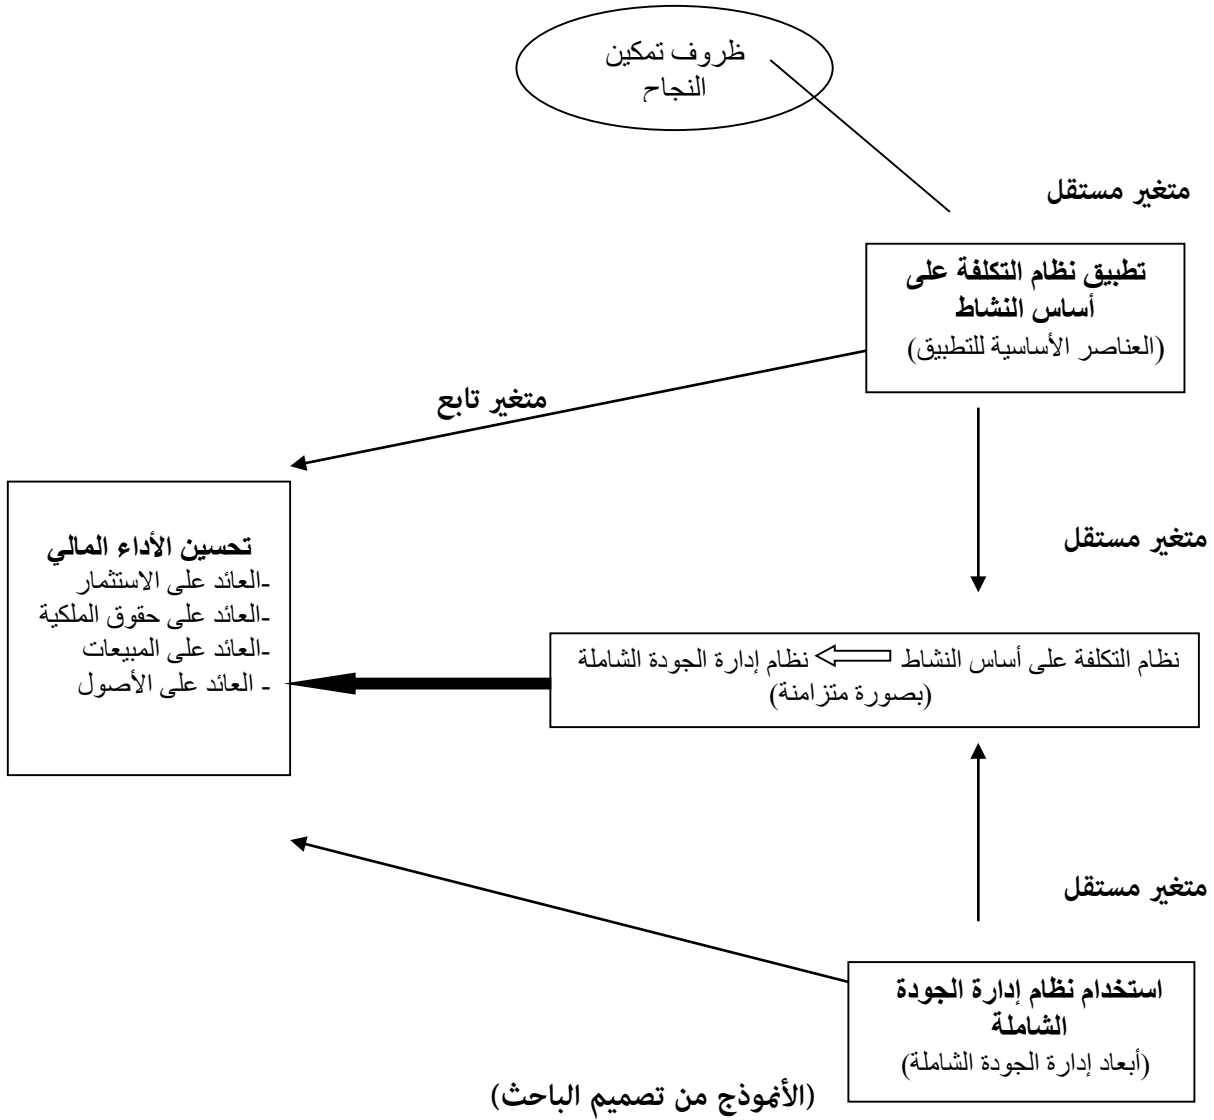 ظروف تمكين
النجاح
متغير مستقل
تطبيق نظام التكلفة على
أساس النشاط
(العناصر الأساسية للتطبيق)
متغير تابع
متغير مستقل
تحسين الأداء المالي
-العائد على الاستثمار
-العائد على حقوق الملكية
-العائد على المبيعات
- العائد على الأصول
نظام التكلفة على أساس النشاط نظام إدارة الجودة الشاملة
(بصورة متزامنة)
متغير مستقل
استخدام نظام إدارة الجودة
الشاملة
(أبعاد إدارة الجودة الشاملة)
(الأنموذج من تصميم الباحث)